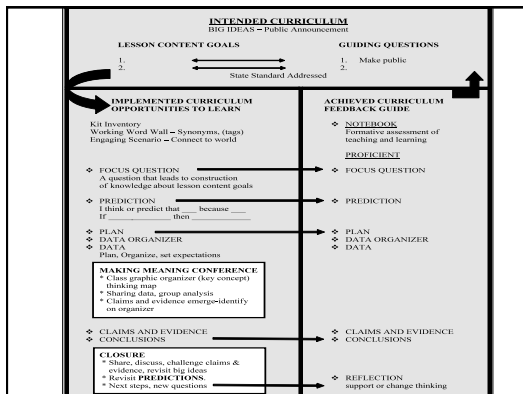 INTENDED CURRICULUM
BIG IDEAS – Public Announcement
LESSON CONTENT GOALS
1.
2.
GUIDING QUESTIONS
1. Make public
2.
State Standard Addressed
IMPLEMENTED CURRICULUM
OPPORTUNITIES TO LEARN
Kit Inventory
Working Word Wall – Synonyms, (tags)
Engaging Scenario – Connect to world
❖ FOCUS QUESTION
A question that leads to construction
of knowledge about lesson content goals
❖ PREDICTION
I think or predict that ___ because ___
If ____________ then ___________
❖ PLAN
❖ DATA ORGANIZER
❖ DATA
Plan, Organize, set expectations
MAKING MEANING CONFERENCE
* Class graphic organizer (key concept)
thinking map
* Sharing data, group analysis
* Claims and evidence emerge-identify
on organizer
❖ CLAIMS AND EVIDENCE
❖ CONCLUSIONS
CLOSURE
* Share, discuss, challenge claims &
evidence, revisit big ideas
* Revisit PREDICTIONS.
* Next steps, new questions
ACHIEVED CURRICULUM
FEEDBACK GUIDE
❖ NOTEBOOK
Formative assessment of
teaching and learning
PROFICIENT
❖ FOCUS QUESTION
❖ PREDICTION
❖ PLAN
❖ DATA ORGANIZER
❖ DATA
❖ CLAIMS AND EVIDENCE
❖ CONCLUSIONS
❖ REFLECTION
support or change thinking